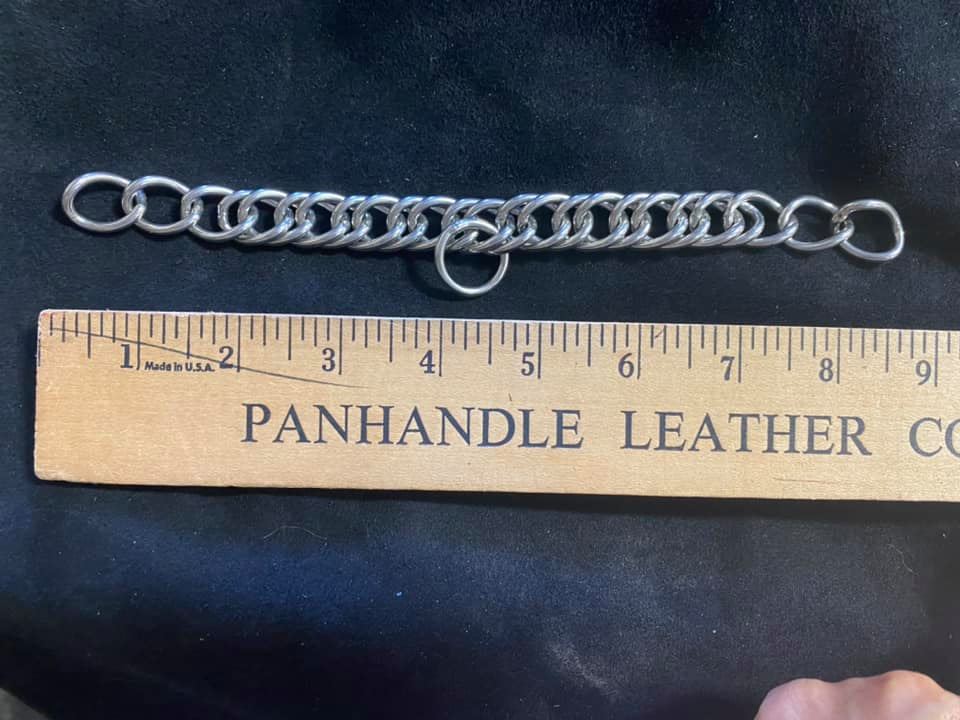 1 Made in U.S.A. 2 3 4 5 6 7 8 9
PANHANDLE LEATHER CO